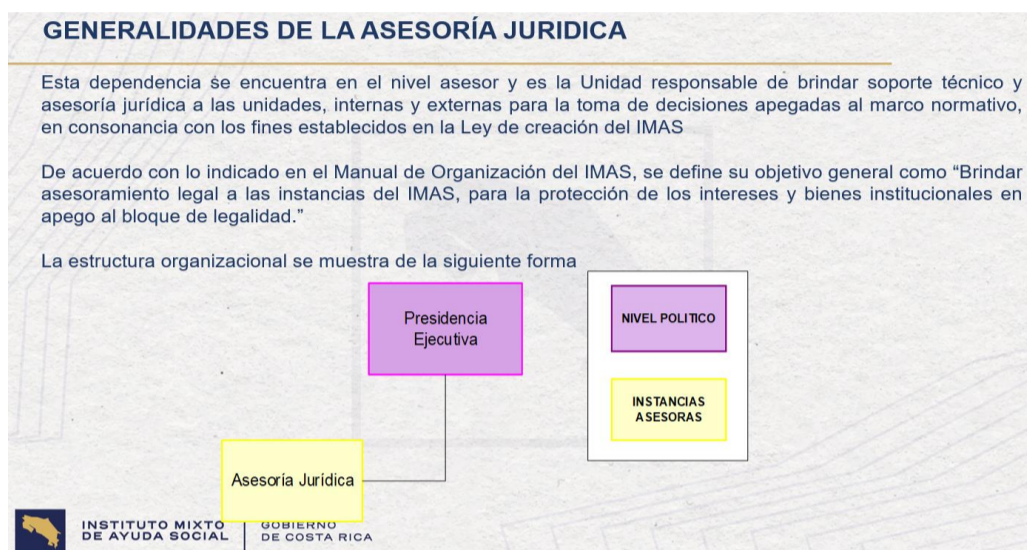 GENERALIDADES DE LA ASESORÍA JURIDICA
Esta dependencia se encuentra en el nivel asesor y es la Unidad responsable de brindar soporte técnico y
asesoría jurídica a las unidades, internas y externas para la toma de decisiones apegadas al marco normativo,
en consonancia con los fines establecidos en la Ley de creación del IMAS
De acuerdo con lo indicado en el Manual de Organización del IMAS, se define su objetivo general como “Brindar
asesoramiento legal a las instancias del IMAS, para la protección de los intereses y bienes institucionales en
apego al bloque de legalidad.”
La estructura organizacional se muestra de la siguiente forma
Presidencia
Ejecutiva
NIVEL POLITICO
INSTANCIAS
ASESORAS
Asesoría Jurídica
INSTITUTO MIXTO
DE AYUDA SOCIAL
GOBIERNO
DE COSTA RICA